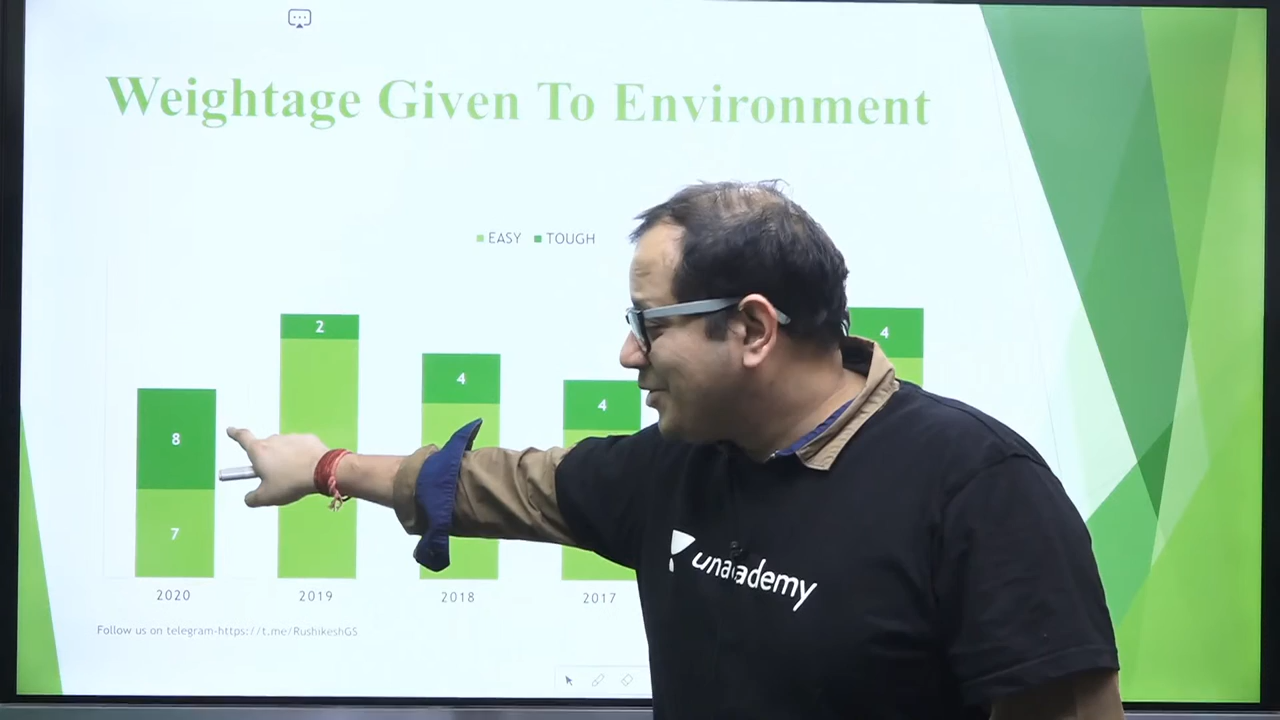 Weightage Given To Environment
EASY TOUGH
2
4
4
4
8
7
2020 2019 2018 2017
Follow us on telegram-https://t.me/RushikeshGS
unacademy